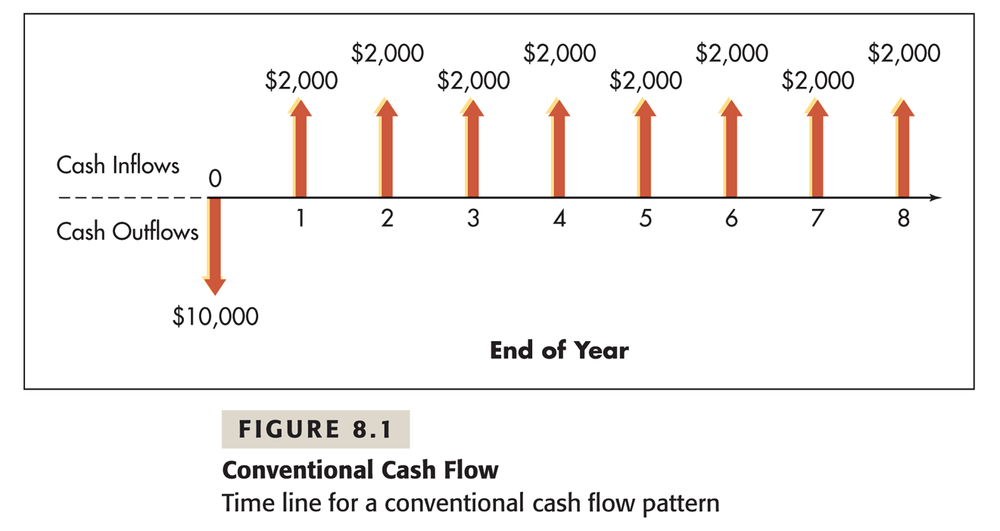 $2,000 $2,000 $2,000 $2,000
$2,000 $2,000 $2,000 $2,000
Cash Inflows 0
Cash Outflows 1 2 3 4 5 6 7 8
$10,000
End of Year
FIGURE 8.1
Conventional Cash Flow
Time line for a conventional cash flow pattern